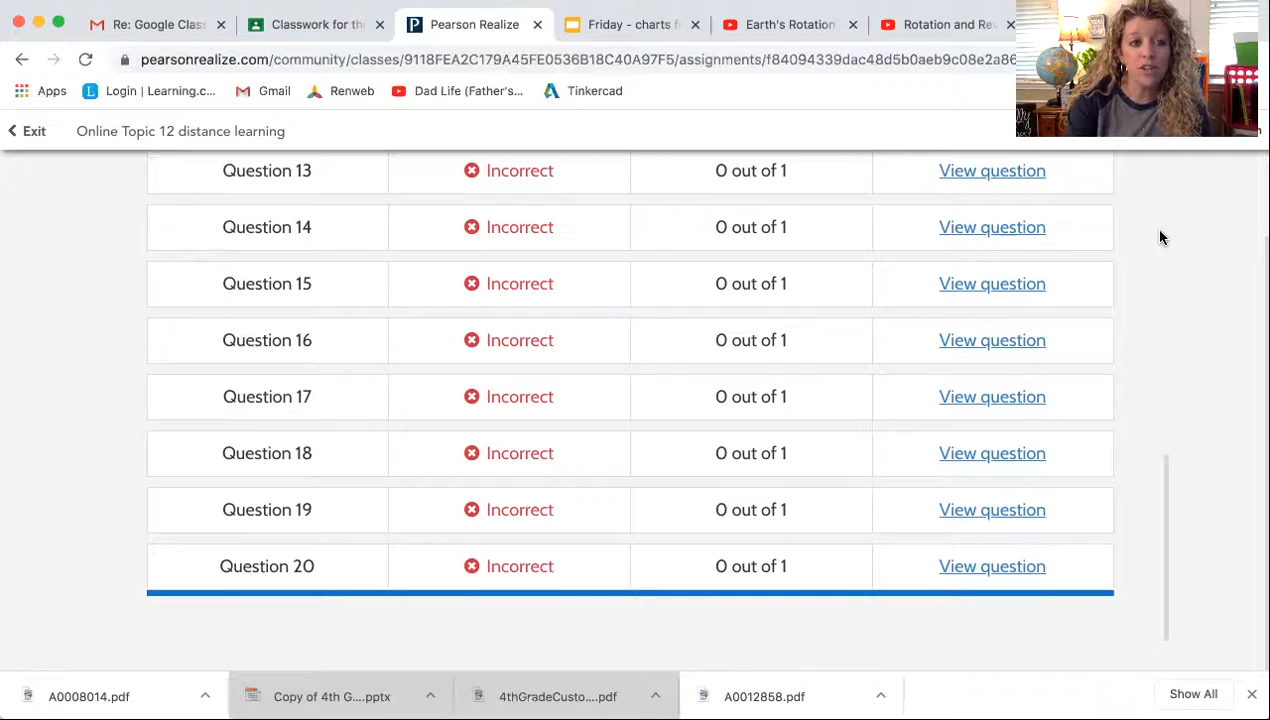 Re: Google Clas
Classwork for th
Pearson Realize
Friday - charts f
Earth's Rotation
Rotation and Re
pearsonrealize.com/community/classes/9118FEA2C179A45FE0536B18C40A97F5/assignments/f84094339dac48d5b0aeb9c08e2a86
Apps
Login | Learning.c...
Gmail
Renweb
Dad Life (Father's...
Tinkercad
Exit
Online Topic 12 distance learning
Question 13 Incorrect 0 out of 1 View question
Question 14 Incorrect 0 out of 1 View question
Question 15 Incorrect 0 out of 1 View question
Question 16 Incorrect 0 out of 1 View question
Question 17 Incorrect 0 out of 1 View question
Question 18 Incorrect 0 out of 1 View question
Question 19 Incorrect 0 out of 1 View question
Question 20 Incorrect 0 out of 1 View question
A0008014.pdf
Copy of 4th G....pptx
4thGradeCusto....pdf
A0012858.pdf
Show All